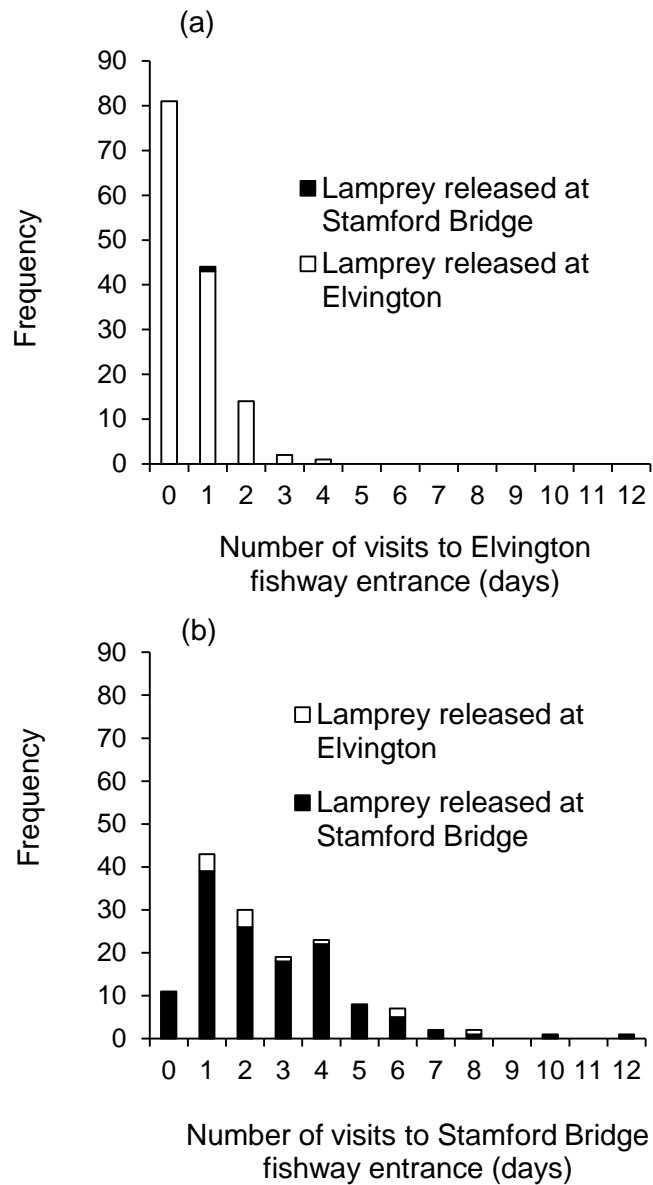 (a)
90
80
70
60
50
40
30
20
10
0
Frequency
Lamprey released at
Stamford Bridge
Lamprey released at
Elvington
0 1 2 3 4 5 6 7 8 9 10 11 12
Number of visits to Elvington
fishway entrance (days)
(b)
90
80
70
60
50
40
30
20
10
0
Frequency
Lamprey released at
Elvington
Lamprey released at
Stamford Bridge
0 1 2 3 4 5 6 7 8 9 10 11 12
Number of visits to Stamford Bridge
fishway entrance (days)